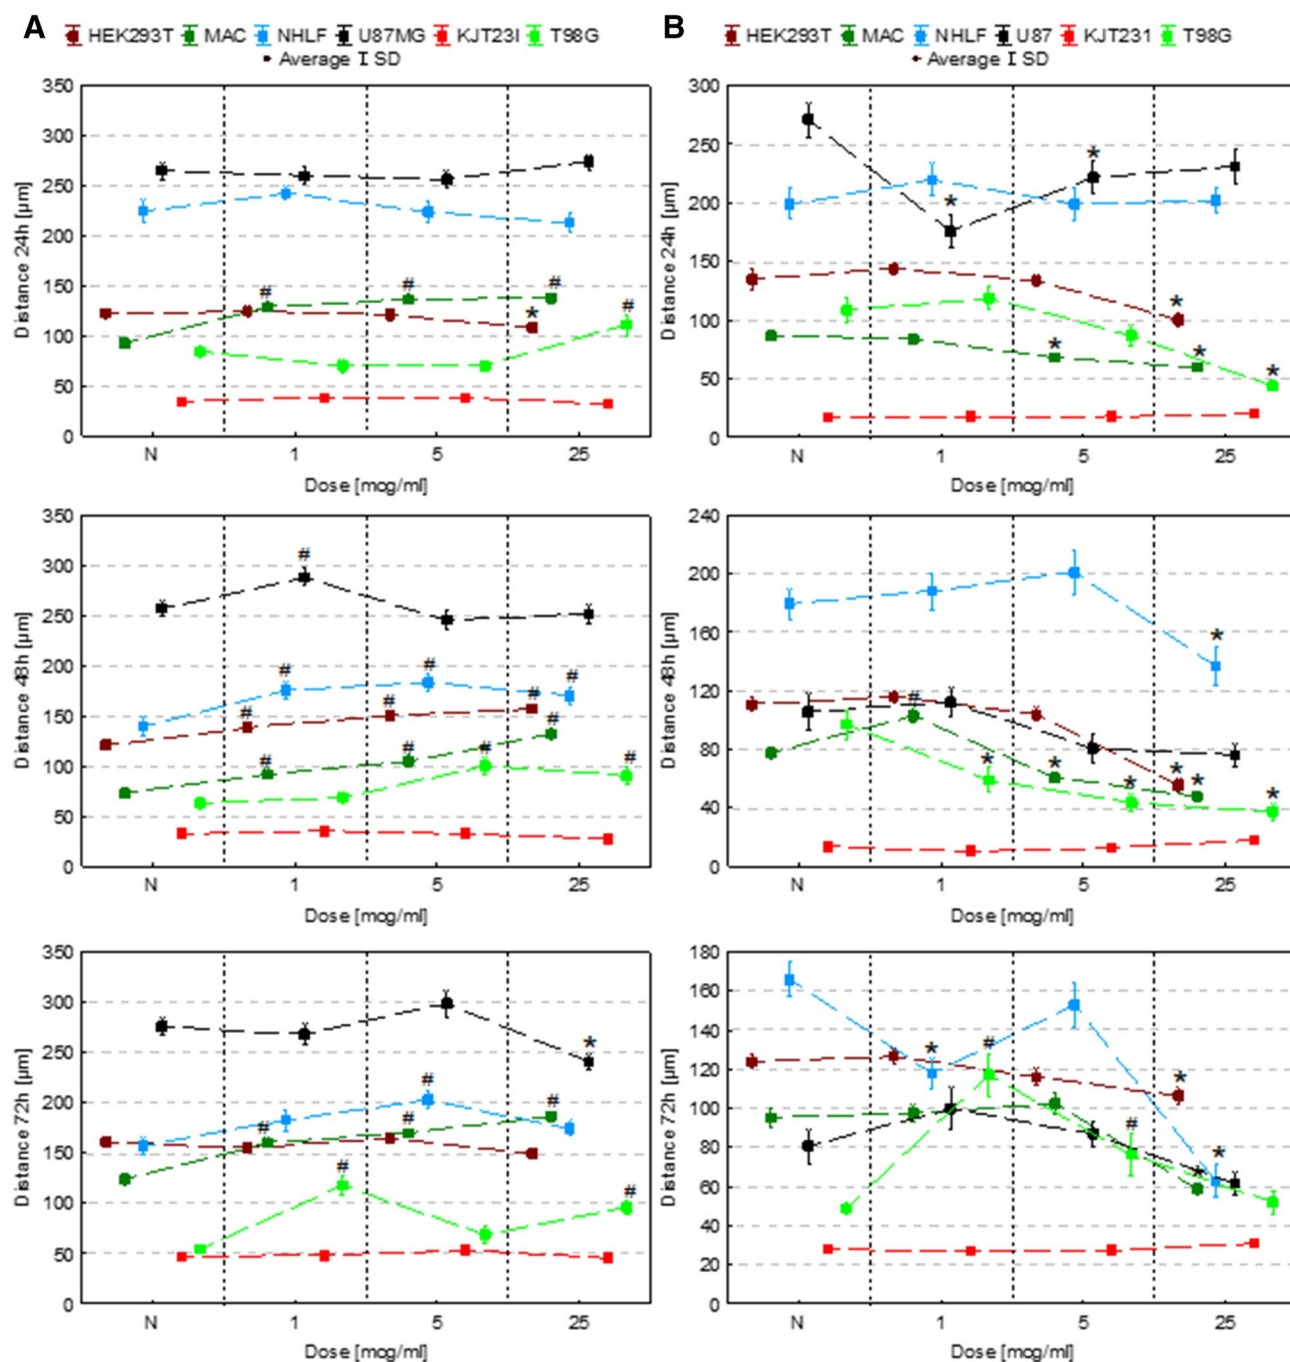 A HEK293T MAC NHLF U87MG KJT23I T98G
Average I SD
B HEK293T MAC NHLF U87 KJT231 T98G
Average I SD
Distance 24h [µm]
350
300
250
200
150
100
50
0
# # # * #
N 1 5 25
Dose [mcg/ml]
Distance 24h [µm]
300
250
200
150
100
50
0
* * * * * *
N 1 5 25
Dose [mcg/ml]
Distance 48h [µm]
350
300
250
200
150
100
50
0
# # # # # # # # # # # #
N 1 5 25
Dose [mcg/ml]
Distance 48h [µm]
240
200
160
120
80
40
0
# * * * * * * *
N 1 5 25
Dose [mcg/ml]
Distance 72h [µm]
350
300
250
200
150
100
50
0
# # # # # # *
N 1 5 25
Dose [mcg/ml]
Distance 72h [µm]
180
160
140
120
100
80
60
40
20
0
* # # * * *
N 1 5 25
Dose [mcg/ml]